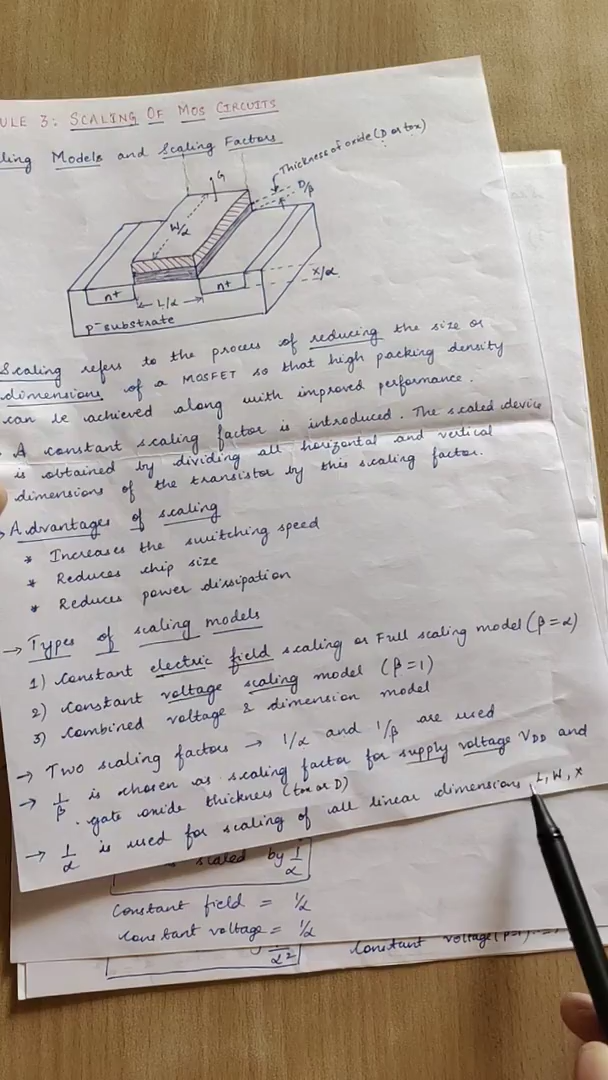 ULE 3: SCALING OF MOS CIRCUITS
ling Models and Scaling Factors
Thickness of oxide (D or tox)
G
D/β
W/α
X/α
n+
L/α
n+
p⁻ substrate
Scaling refers to the process of reducing the size or
dimensions of a MOSFET so that high packing density
can be achieved along with improved performance.
A constant scaling factor is introduced. The scaled device
is obtained by dividing all horizontal and vertical
dimensions of the transistor by this scaling factor.
→ Advantages of scaling
* Increases the switching speed
* Reduces chip size
* Reduces power dissipation
→ Types of scaling models
1) Constant electric field scaling or Full scaling model (β=α)
2) Constant voltage scaling model (β=1)
3) Combined voltage & dimension model
→ Two scaling factors → 1/α and 1/β are used
→ 1/β is chosen as scaling factor for supply voltage VDD and
gate oxide thickness (tox or D)
→ 1/α is used for scaling of all linear dimensions L, W, X
is scaled by 1/α
Constant field = 1/α
Constant voltage = 1/α
α²
Constant voltage (β=1)